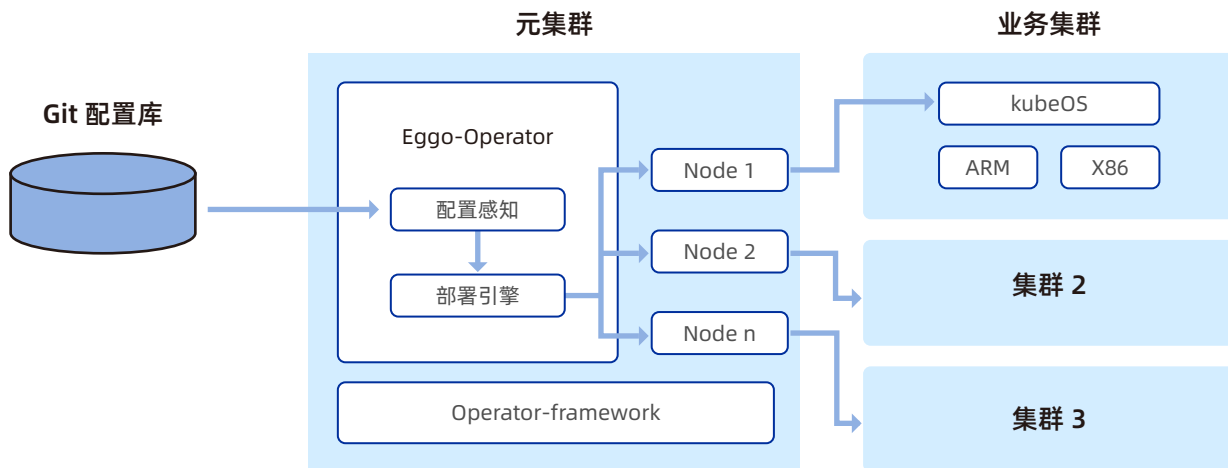 元集群
业务集群
Git 配置库
Eggo-Operator
配置感知
部署引擎
Node 1
Node 2
Node n
Operator-framework
kubeOS
ARM
X86
集群 2
集群 3